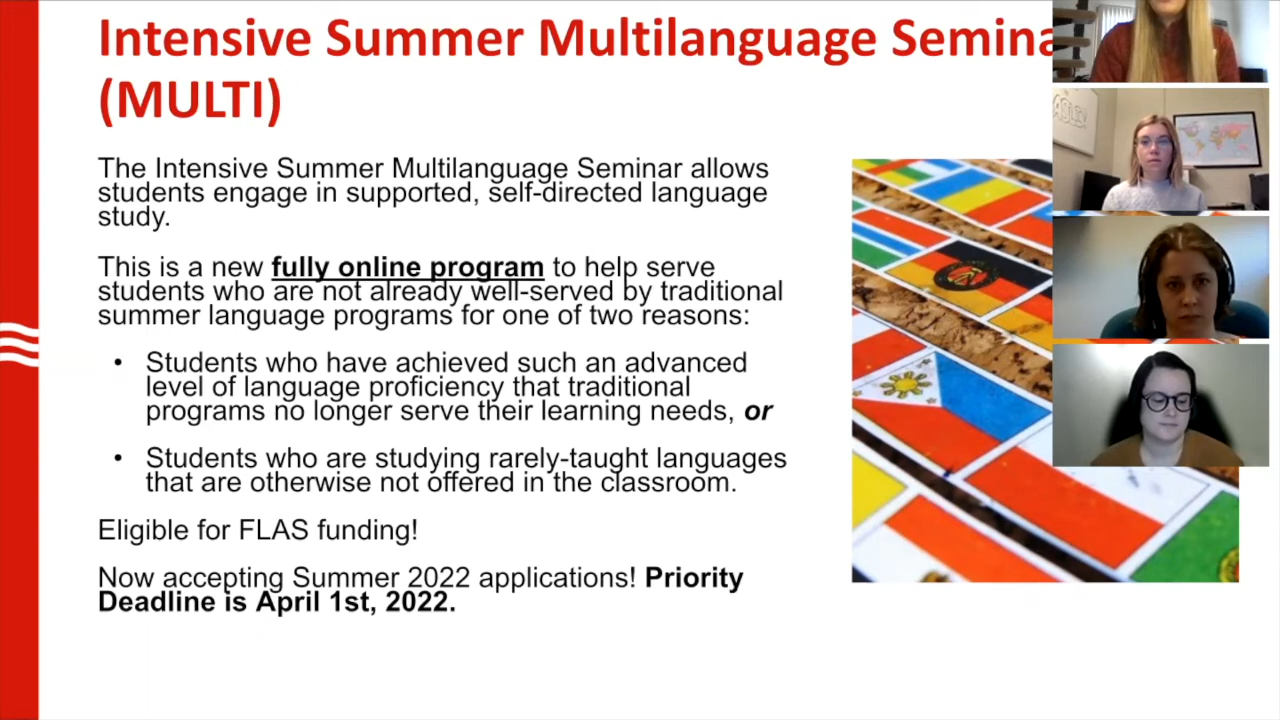 Intensive Summer Multilanguage Semina
(MULTI)
The Intensive Summer Multilanguage Seminar allows
students engage in supported, self-directed language
study.
This is a new fully online program to help serve
students who are not already well-served by traditional
summer language programs for one of two reasons:
• Students who have achieved such an advanced
level of language proficiency that traditional
programs no longer serve their learning needs, or
• Students who are studying rarely-taught languages
that are otherwise not offered in the classroom.
Eligible for FLAS funding!
Now accepting Summer 2022 applications! Priority
Deadline is April 1st, 2022.